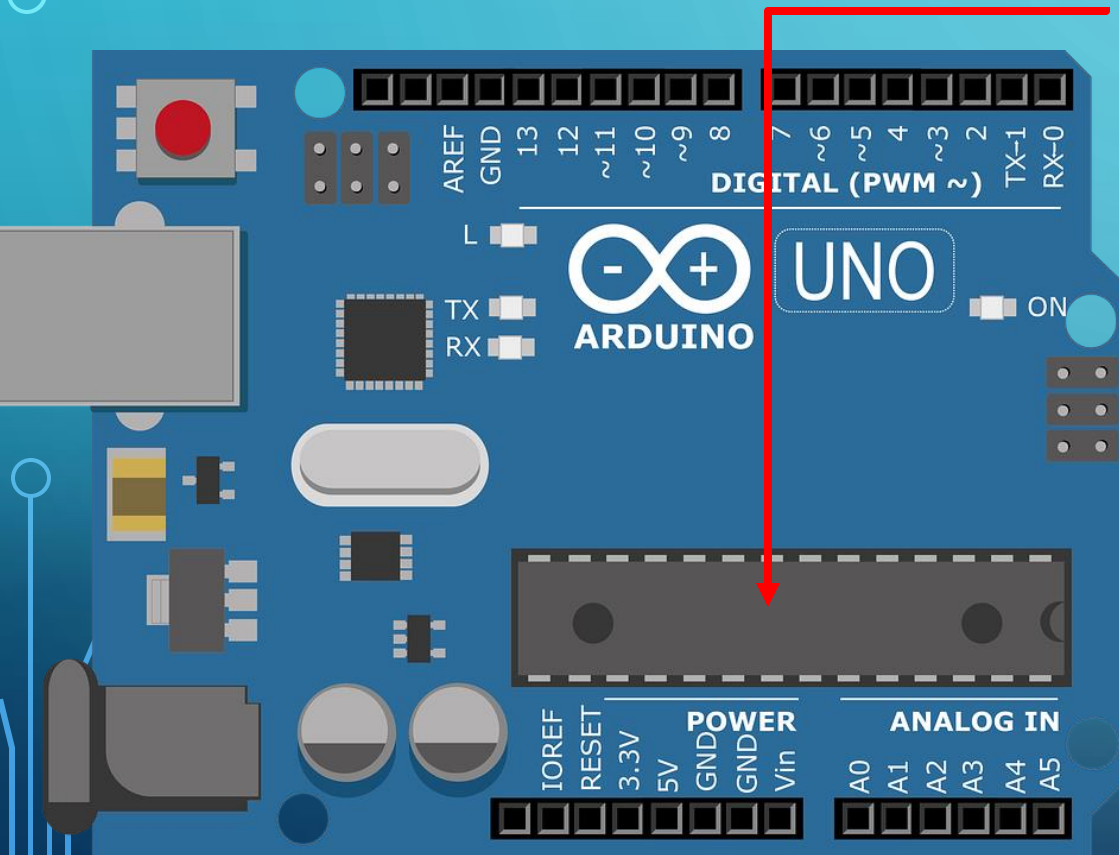 AREF
GND
13
12
~11
~10
~9
8
7
~6
~5
4
~3
2
TX→1
RX←0
DIGITAL (PWM ~)
L
TX
RX
- +
ARDUINO
UNO
ON
POWER
ANALOG IN
IOREF
RESET
3.3V
5V
GND
GND
Vin
A0
A1
A2
A3
A4
A5